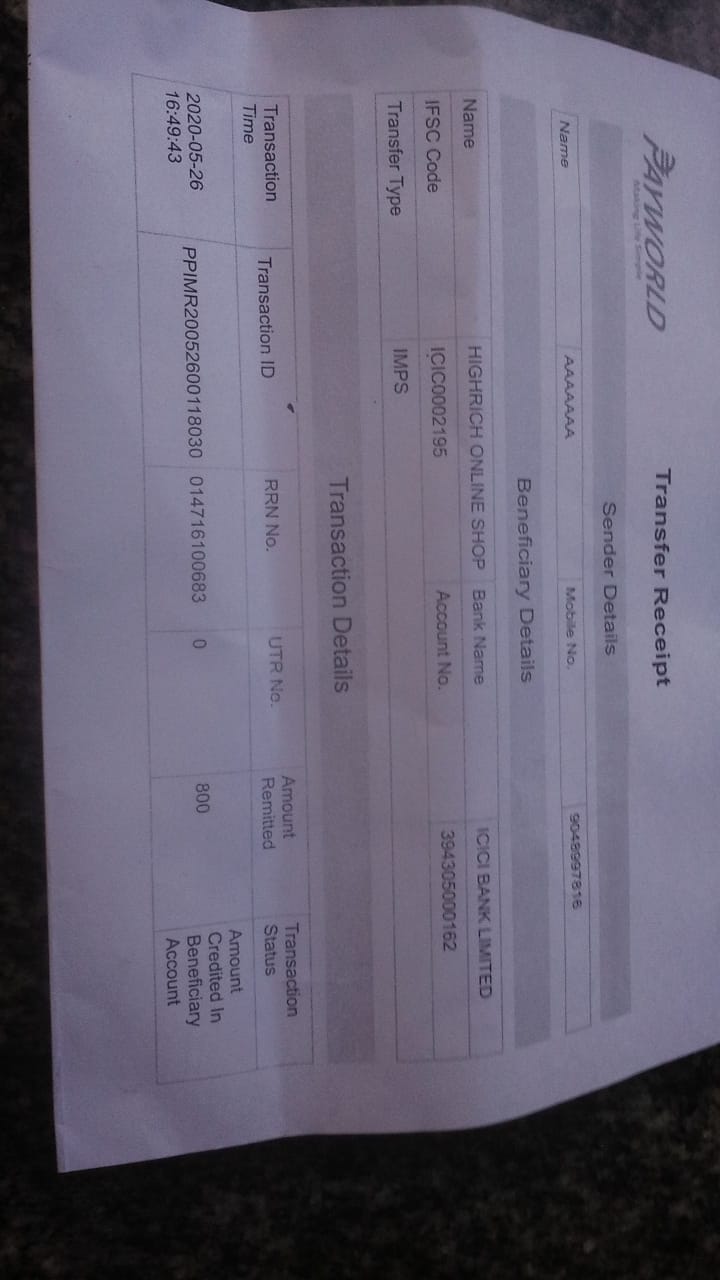 PAYWORLD
Making Life Simple
Transfer Receipt
Sender Details
Name AAAAAAA Mobile No. 9048997816
Beneficiary Details
Name HIGHRICH ONLINE SHOP Bank Name ICICI BANK LIMITED
IFSC Code ICIC0002195 Account No. 394305000162
Transfer Type IMPS
Transaction Details
Transaction Time Transaction ID RRN No. UTR No. Amount Remitted Transaction Status
2020-05-26 16:49:43 PPIMR20052600118030 014716100683 0 800 Amount Credited In Beneficiary Account